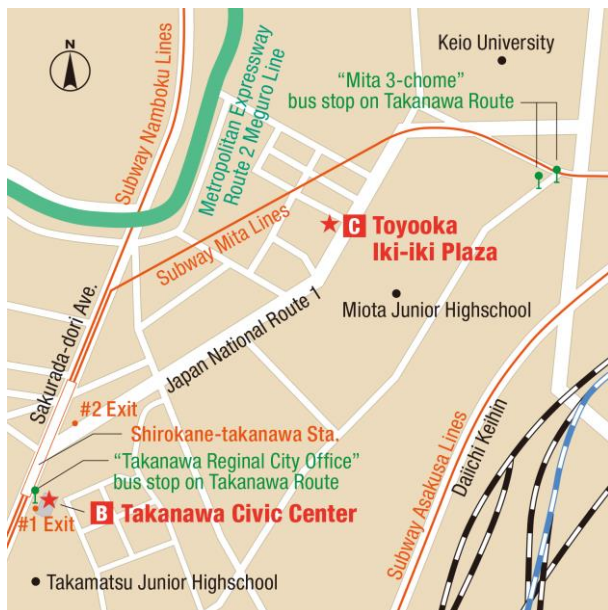 N
Keio University
“Mita 3-chome”
bus stop on Takanawa Route
Subway Namboku Lines
Metropolitan Expressway
Route 2 Meguro Line
Subway Mita Lines
C Toyooka
Iki-iki Plaza
Miota Junior Highschool
Sakurada-dori Ave.
Japan National Route 1
#2 Exit
Shirokane-takanawa Sta.
“Takanawa Reginal City Office”
bus stop on Takanawa Route
B Takanawa Civic Center
#1 Exit
Subway Asakusa Lines
Daiichi Keihin
Takamatsu Junior Highschool